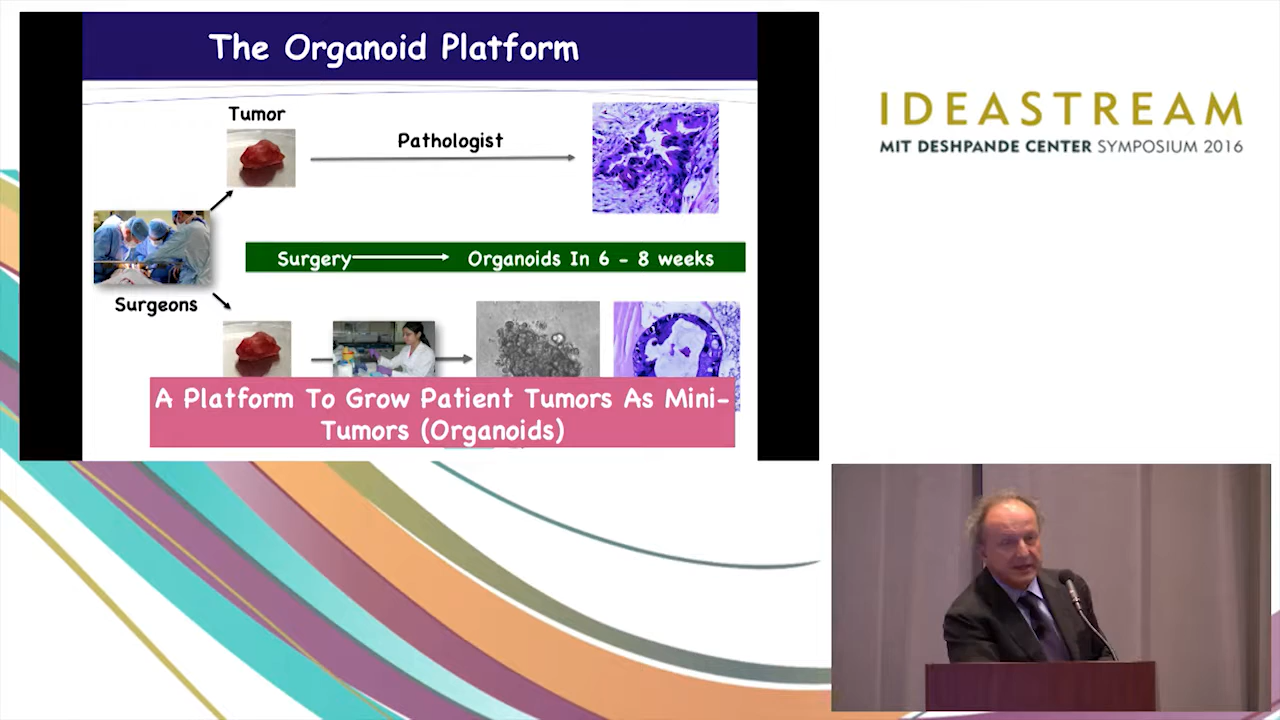 The Organoid Platform
Tumor
Pathologist
Surgery
Organoids In 6 - 8 weeks
Surgeons
A Platform To Grow Patient Tumors As Mini-
Tumors (Organoids)
IDEASTREAM
MIT DESHPANDE CENTER SYMPOSIUM 2016